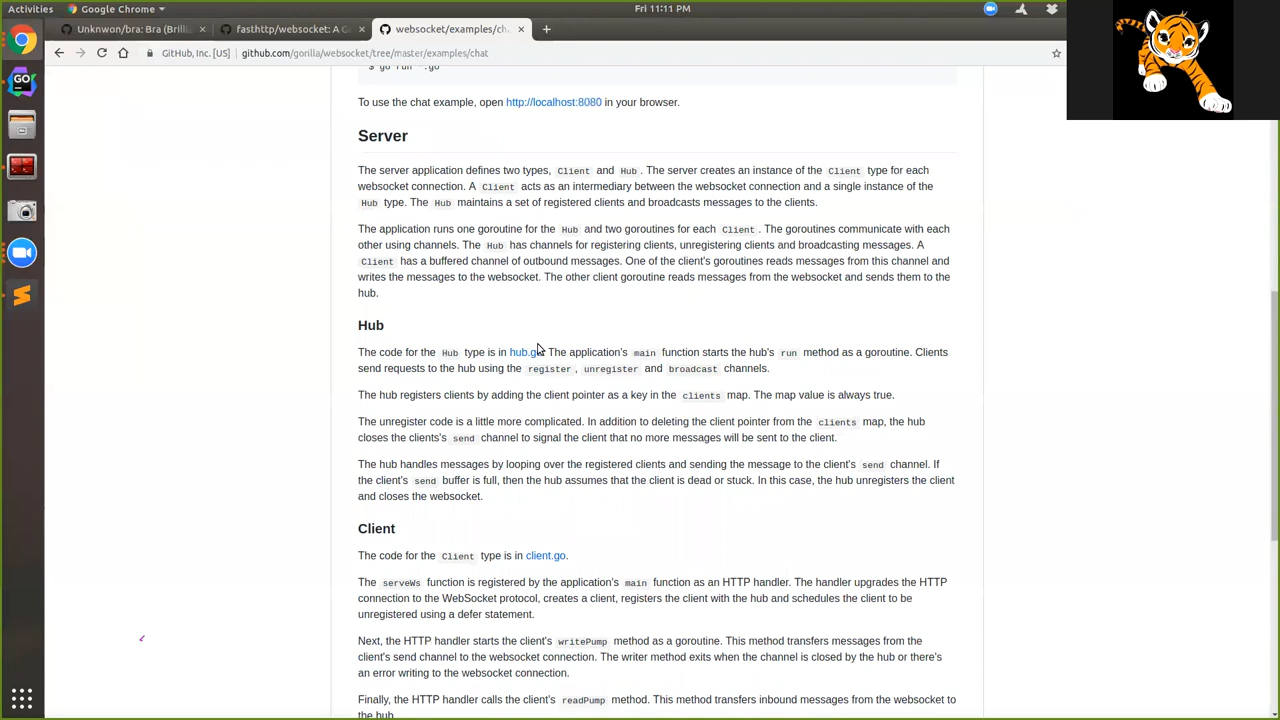 Activities
Google Chrome
Fri 11:11 PM
Unknwon/bra: Bra (Brilli
fasthttp/websocket: A G
websocket/examples/ch
GitHub, Inc. [US]
github.com/gorilla/websocket/tree/master/examples/chat
$ go run *.go
To use the chat example, open http://localhost:8080 in your browser.
Server
The server application defines two types, Client and Hub. The server creates an instance of the Client type for each
websocket connection. A Client acts as an intermediary between the websocket connection and a single instance of the
Hub type. The Hub maintains a set of registered clients and broadcasts messages to the clients.
The application runs one goroutine for the Hub and two goroutines for each Client. The goroutines communicate with each
other using channels. The Hub has channels for registering clients, unregistering clients and broadcasting messages. A
Client has a buffered channel of outbound messages. One of the client's goroutines reads messages from this channel and
writes the messages to the websocket. The other client goroutine reads messages from the websocket and sends them to the
hub.
Hub
The code for the Hub type is in hub.g The application's main function starts the hub's run method as a goroutine. Clients
send requests to the hub using the register, unregister and broadcast channels.
The hub registers clients by adding the client pointer as a key in the clients map. The map value is always true.
The unregister code is a little more complicated. In addition to deleting the client pointer from the clients map, the hub
closes the clients's send channel to signal the client that no more messages will be sent to the client.
The hub handles messages by looping over the registered clients and sending the message to the client's send channel. If
the client's send buffer is full, then the hub assumes that the client is dead or stuck. In this case, the hub unregisters the client
and closes the websocket.
Client
The code for the Client type is in client.go.
The serveWs function is registered by the application's main function as an HTTP handler. The handler upgrades the HTTP
connection to the WebSocket protocol, creates a client, registers the client with the hub and schedules the client to be
unregistered using a defer statement.
Next, the HTTP handler starts the client's writePump method as a goroutine. This method transfers messages from the
client's send channel to the websocket connection. The writer method exits when the channel is closed by the hub or there's
an error writing to the websocket connection.
Finally, the HTTP handler calls the client's readPump method. This method transfers inbound messages from the websocket to
the hub.